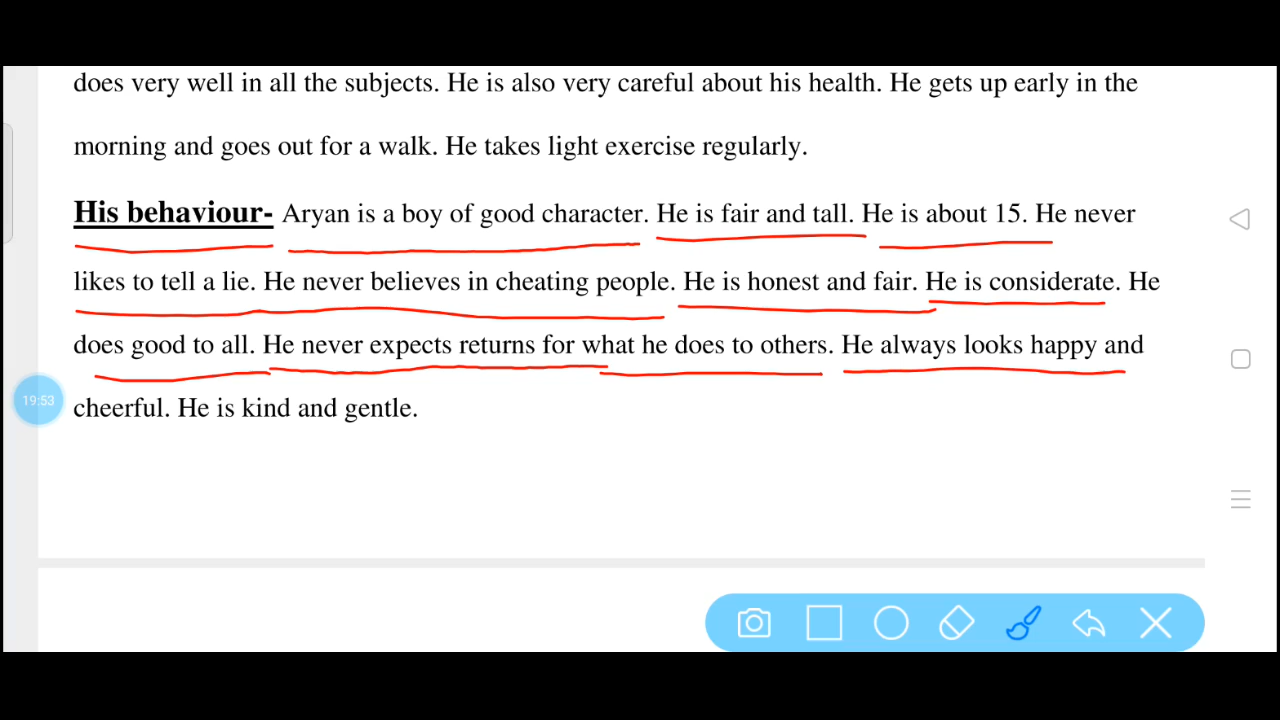 does very well in all the subjects. He is also very careful about his health. He gets up early in the
morning and goes out for a walk. He takes light exercise regularly.
His behaviour- Aryan is a boy of good character. He is fair and tall. He is about 15. He never
likes to tell a lie. He never believes in cheating people. He is honest and fair. He is considerate. He
does good to all. He never expects returns for what he does to others. He always looks happy and
19:53
cheerful. He is kind and gentle.